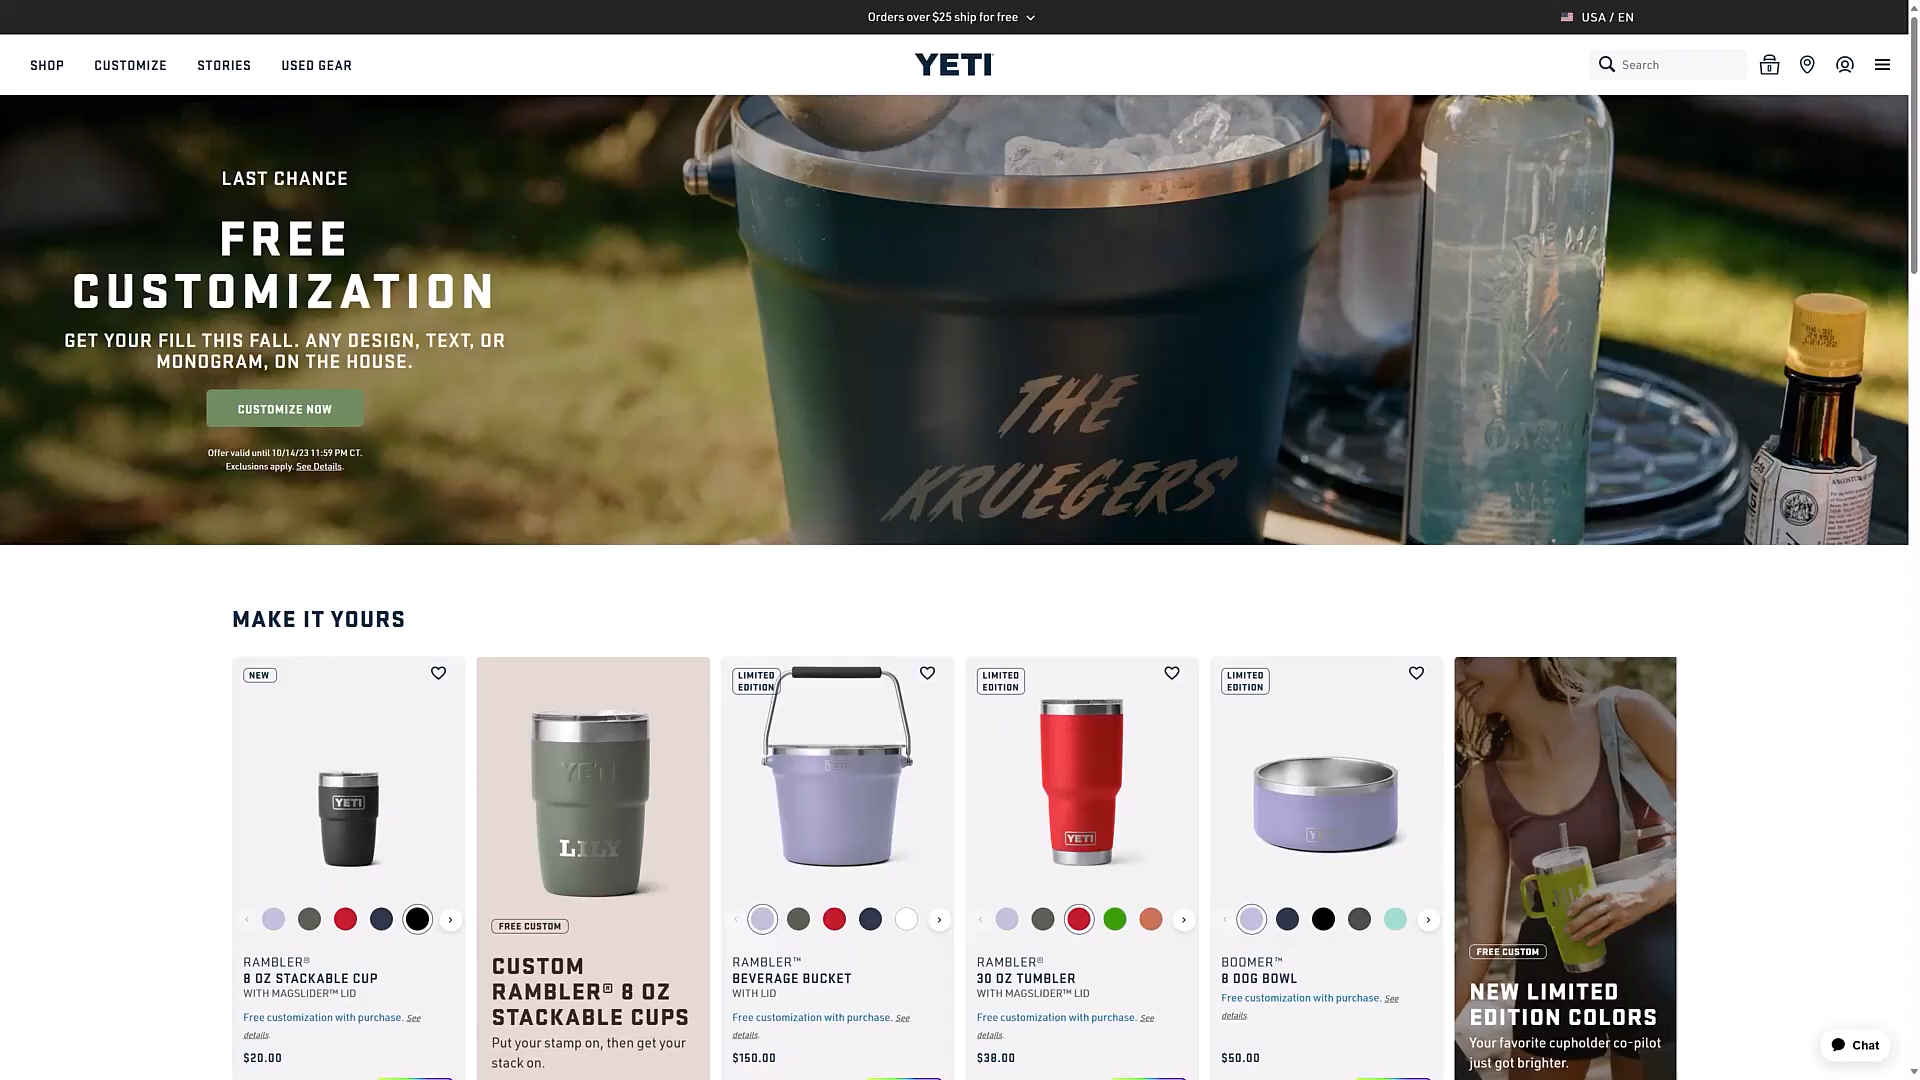 Orders over $25 ship for free
USA / EN
SHOP
CUSTOMIZE
STORIES
USED GEAR
YETI
Search
0
LAST CHANCE
FREE
CUSTOMIZATION
GET YOUR FILL THIS FALL. ANY DESIGN, TEXT, OR
MONOGRAM, ON THE HOUSE.
CUSTOMIZE NOW
Offer valid until 10/14/23 11:59 PM CT.
Exclusions apply. See Details.
THE
KRUEGERS
MAKE IT YOURS
NEW
YETI
RAMBLER®
8 OZ STACKABLE CUP
WITH MAGSLIDER™ LID
Free customization with purchase. See
details.
$20.00
YETI
LILY
FREE CUSTOM
CUSTOM
RAMBLER® 8 OZ
STACKABLE CUPS
Put your stamp on, then get your
stack on.
LIMITED
EDITION
YETI
RAMBLER™
BEVERAGE BUCKET
WITH LID
Free customization with purchase. See
details.
$150.00
LIMITED
EDITION
YETI
RAMBLER®
30 OZ TUMBLER
WITH MAGSLIDER™ LID
Free customization with purchase. See
details.
$38.00
LIMITED
EDITION
YETI
BOOMER™
8 DOG BOWL
Free customization with purchase. See
details.
$50.00
FREE CUSTOM
NEW LIMITED
EDITION COLORS
Your favorite cupholder co-pilot
just got brighter.
Chat